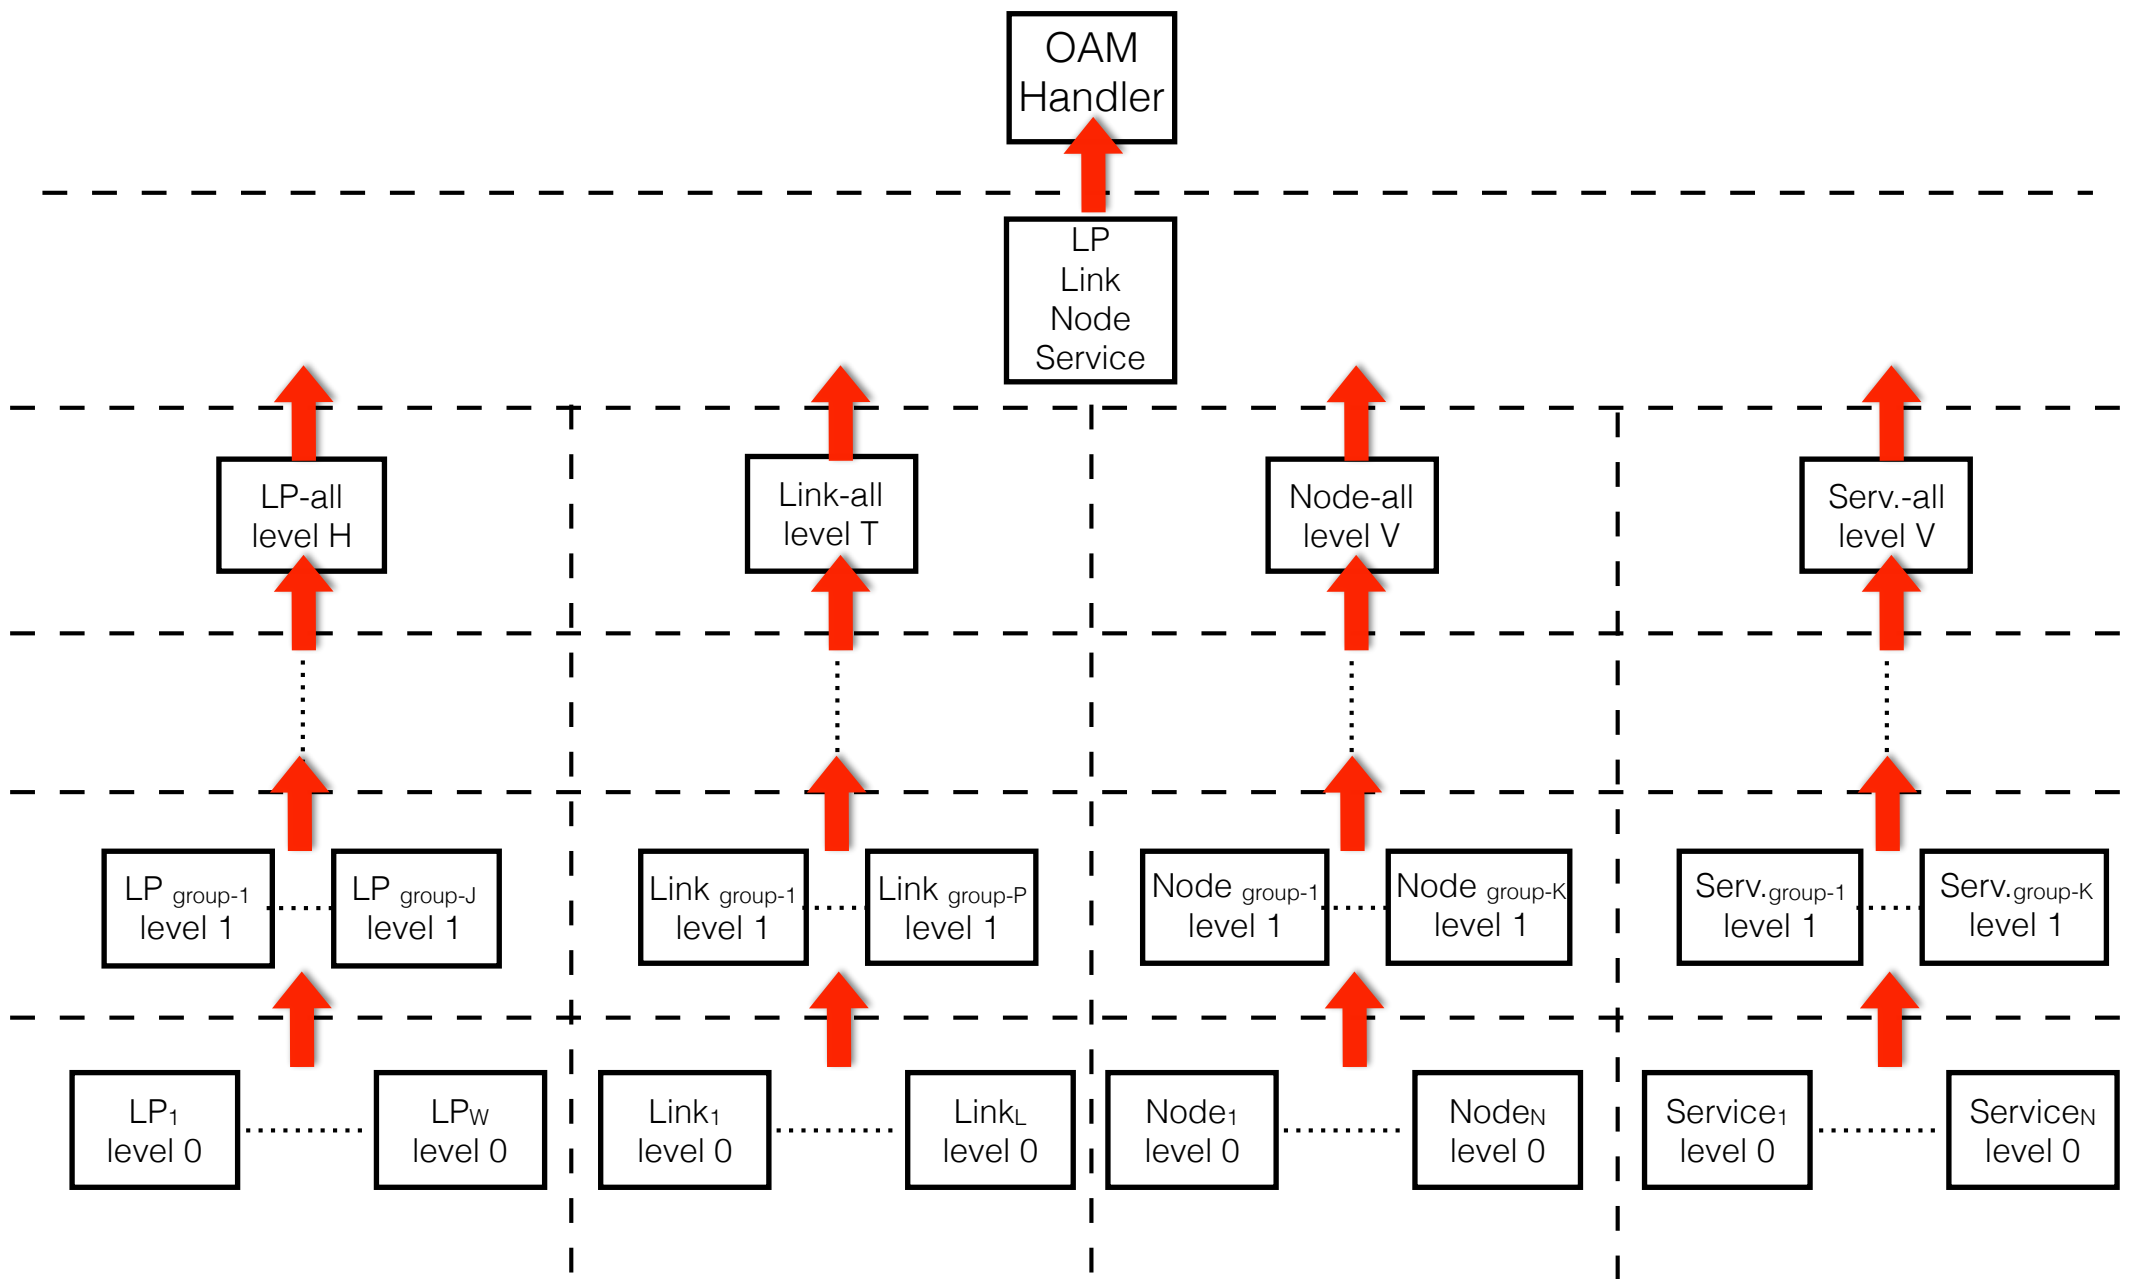 OAM
Handler
LP
Link
Node
Service
LP-all
level H
Link-all
level T
Node-all
level V
Serv.-all
level V
LP group-1
level 1
LP group-J
level 1
Link group-1
level 1
Link group-P
level 1
Node group-1
level 1
Node group-K
level 1
Serv.group-1
level 1
Serv.group-K
level 1
LP1
level 0
LPW
level 0
Link1
level 0
LinkL
level 0
Node1
level 0
NodeN
level 0
Service1
level 0
ServiceN
level 0